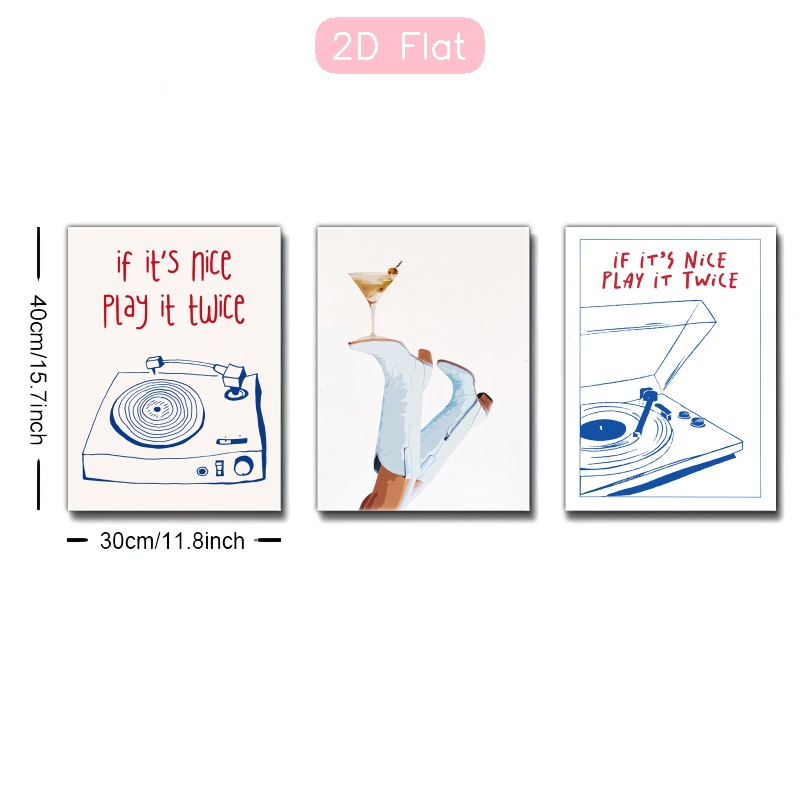 2D Flat
if it's nice
play it twice
IF IT'S NICE
PLAY IT TWICE
40cm/15.7inch
30cm/11.8inch